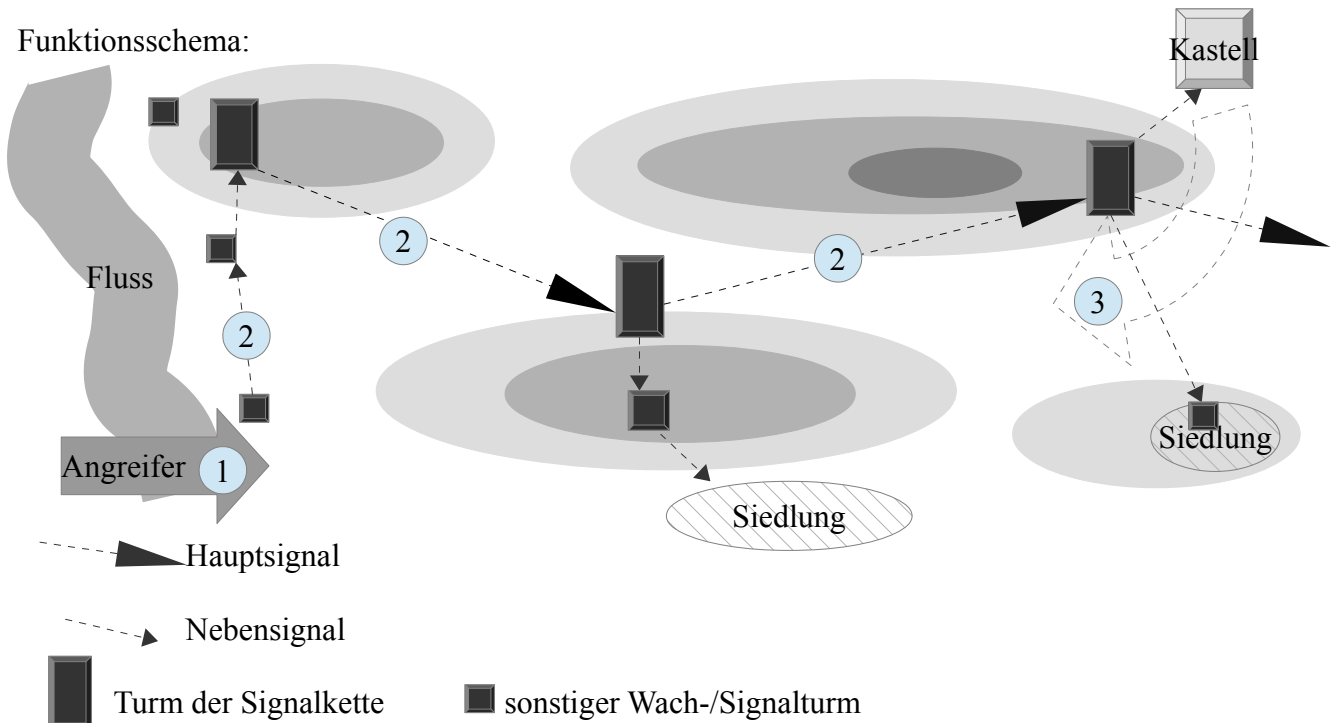 Funktionsschema:
Kastell
2
2
Fluss
3
2
Angreifer
1
Siedlung
Siedlung
Hauptsignal
Nebensignal
Turm der Signalkette
sonstiger Wach-/Signalturm